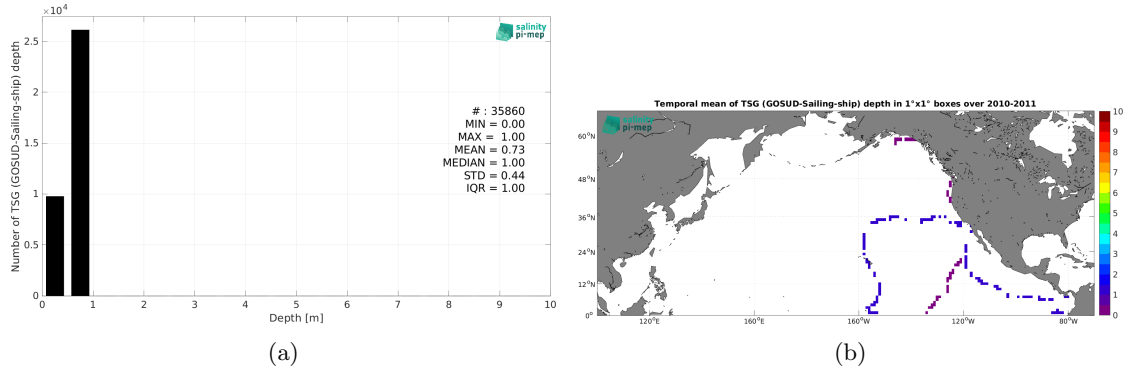 ×10⁴
salinity
pi-mep
Number of TSG (GOSUD-Sailing-ship) depth
2.5
2
1.5
1
0.5
0
# : 35860
MIN = 0.00
MAX = 1.00
MEAN = 0.73
MEDIAN = 1.00
STD = 0.44
IQR = 1.00
0 1 2 3 4 5 6 7 8 9 10
Depth [m]
(a)
Temporal mean of TSG (GOSUD-Sailing-ship) depth in 1°x1° boxes over 2010-2011
salinity
pi-mep
60°N
48°N
36°N
24°N
12°N
0°
120°E 160°E 160°W 120°W 80°W
10
9
8
7
6
5
4
3
2
1
0
(b)